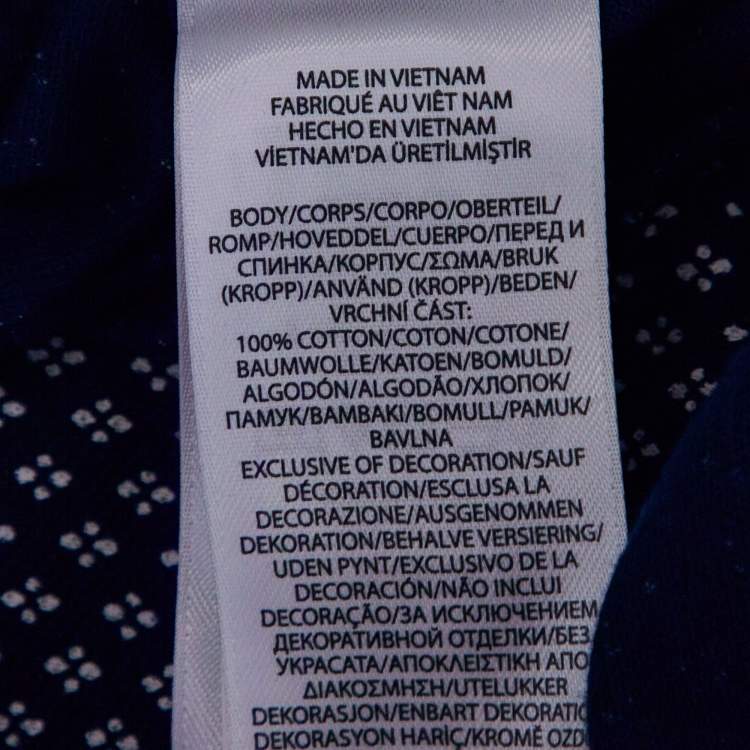 MADE IN VIETNAM
FABRIQUÉ AU VIÊT NAM
HECHO EN VIETNAM
VİETNAM'DA ÜRETİLMİŞTİR
BODY/CORPS/CORPO/OBERTEIL/
ROMP/HOVEDDEL/CUERPO/ПЕРЕД И
СПИНКА/КОРПУС/ΣΩΜΑ/BRUK
(KROPP)/ANVÄND (KROPP)/BEDEN/
VRCHNÍ ČÁST:
100% COTTON/COTON/COTONE/
BAUMWOLLE/KATOEN/BOMULD/
ALGODÓN/ALGODÃO/ХЛОПОК/
ПАМУК/ΒΑΜΒΑΚΙ/BOMULL/PAMUK/
BAVLNA
EXCLUSIVE OF DECORATION/SAUF
DÉCORATION/ESCLUSA LA
DECORAZIONE/AUSGENOMMEN
DEKORATION/BEHALVE VERSIERING/
UDEN PYNT/EXCLUSIVO DE LA
DECORACIÓN/NÃO INCLUI
DECORAÇÃO/ЗА ИСКЛЮЧЕНИЕМ
ДЕКОРАТИВНОЙ ОТДЕЛКИ/БЕЗ
УКРАСАТА/ΑΠΟΚΛΕΙΣΤΙΚΗ ΑΠΟ
ΔΙΑΚΟΣΜΗΣΗ/UTELUKKER
DEKORASJON/ENBART DEKORATIO
DEKORASYON HARİÇ/KROMĚ OZD